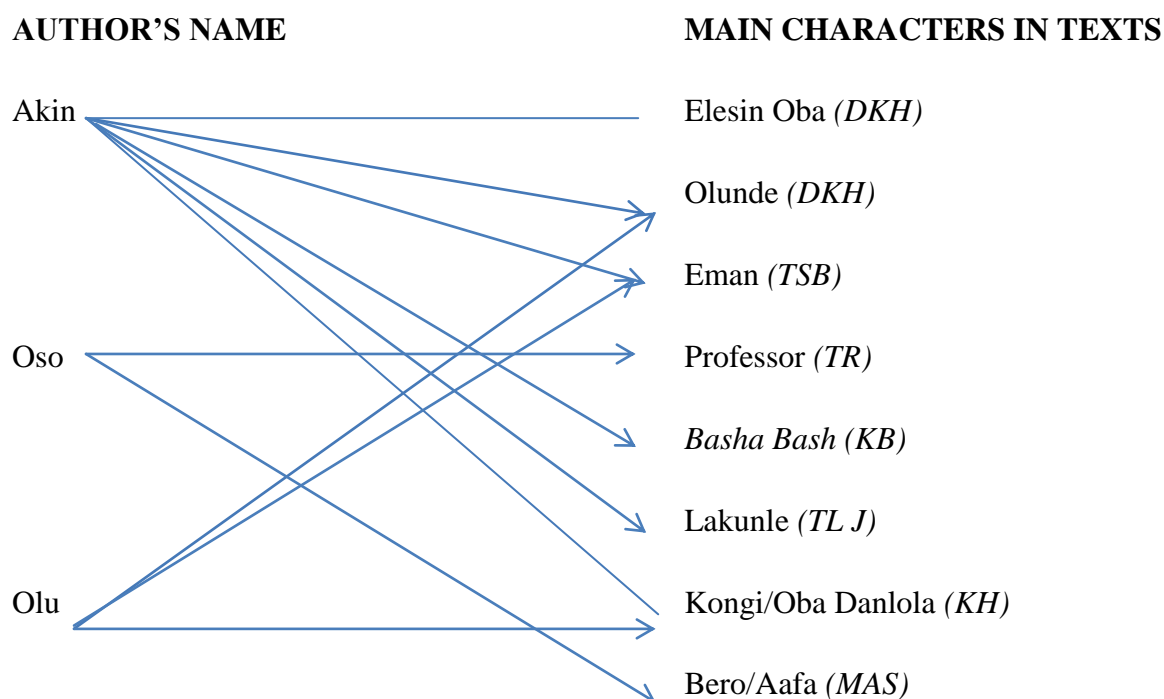 AUTHOR’S NAME MAIN CHARACTERS IN TEXTS
Akin Elesin Oba (DKH)
Olunde (DKH)
Eman (TSB)
Oso Professor (TR)
Basha Bash (KB)
Lakunle (TL J)
Olu Kongi/Oba Danlola (KH)
Bero/Aafa (MAS)